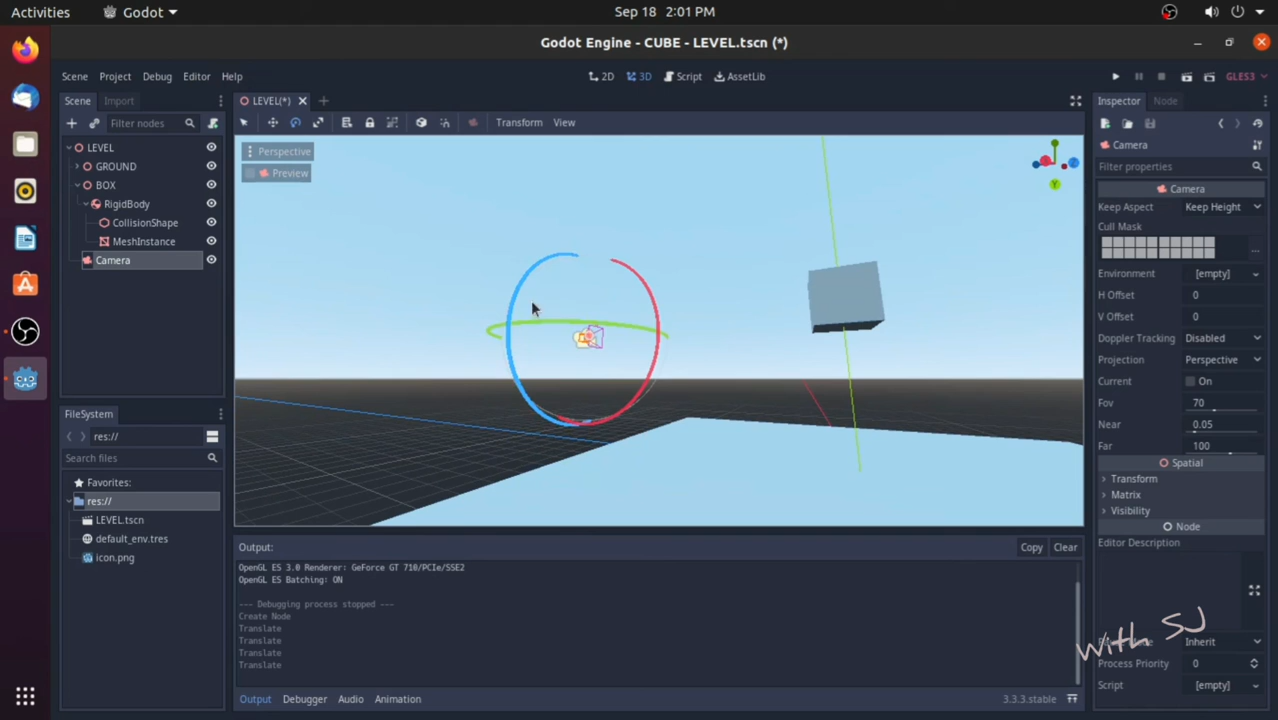 Activities
Godot
Sep 18 2:01 PM
Godot Engine - CUBE - LEVEL.tscn (*)
Scene Project Debug Editor Help
2D 3D Script AssetLib
GLES3
Scene Import
LEVEL(*)
Inspector Node
Filter nodes
Transform View
LEVEL
GROUND
BOX
RigidBody
CollisionShape
MeshInstance
Camera
Perspective
Preview
Y
Camera
Filter properties
Camera
Keep Aspect Keep Height
Cull Mask
...
Environment [empty]
H Offset 0
V Offset 0
Doppler Tracking Disabled
Projection Perspective
Current On
Fov 70
Near 0.05
Far 100
Spatial
Transform
Matrix
Visibility
Node
Editor Description
Inherit
Process Priority 0
Script [empty]
FileSystem
res://
Search files
Favorites:
res://
LEVEL.tscn
default_env.tres
icon.png
Output:
Copy Clear
OpenGL ES 3.0 Renderer: GeForce GT 710/PCIe/SSE2
OpenGL ES Batching: ON
--- Debugging process stopped ---
Create Node
Translate
Translate
Translate
Translate
Output Debugger Audio Animation
3.3.3.stable
with SJ